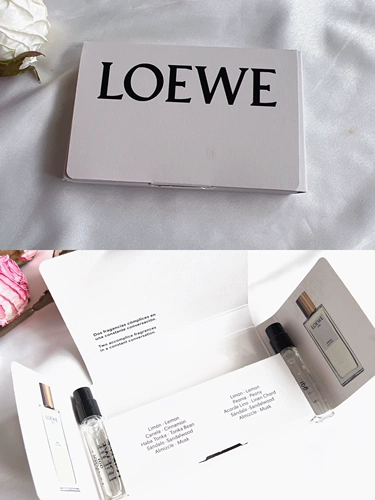 LOEWE
Dos fragancias cómplices en
una constante conversación.
Two accomplice fragrances
in a constant conversation.
LOEWE
LOEWE
Limón · Lemon
Canela · Cinnamon
Haba Tonka · Tonka Bean
Sándalo · Sandalwood
Almizcle · Musk
Limón · Lemon
Peonía · Peony
Acorde Lino · Linen Chord
Sándalo · Sandalwood
Almizcle · Musk